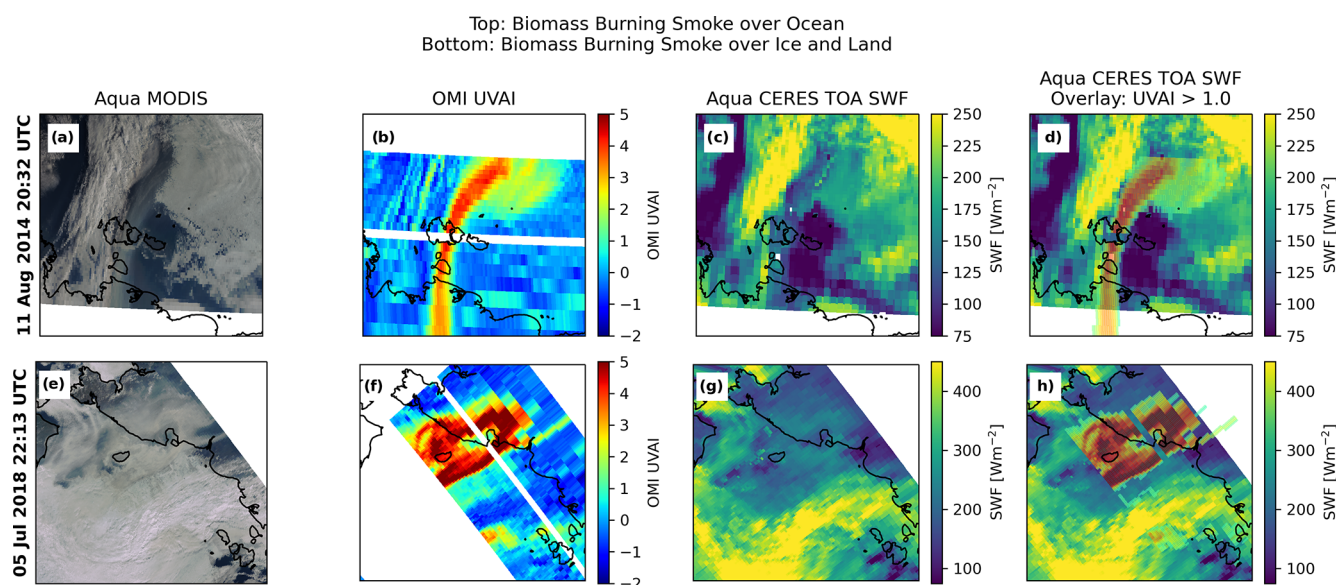 Top: Biomass Burning Smoke over Ocean
Bottom: Biomass Burning Smoke over Ice and Land
Aqua MODIS
OMI UVAI
Aqua CERES TOA SWF
Aqua CERES TOA SWF
Overlay: UVAI > 1.0
11 Aug 2014 20:32 UTC
(a)
(b)
5
4
3
2
1
0
−1
−2
OMI UVAI
(c)
250
225
200
175
150
125
100
75
SWF [Wm−2]
d)
250
225
200
175
150
125
100
75
SWF [Wm−2]
05 Jul 2018 22:13 UTC
(e)
(f)
5
4
3
2
1
0
−1
−2
OMI UVAI
(g)
400
300
200
100
SWF [Wm−2]
h)
400
300
200
100
SWF [Wm−2]